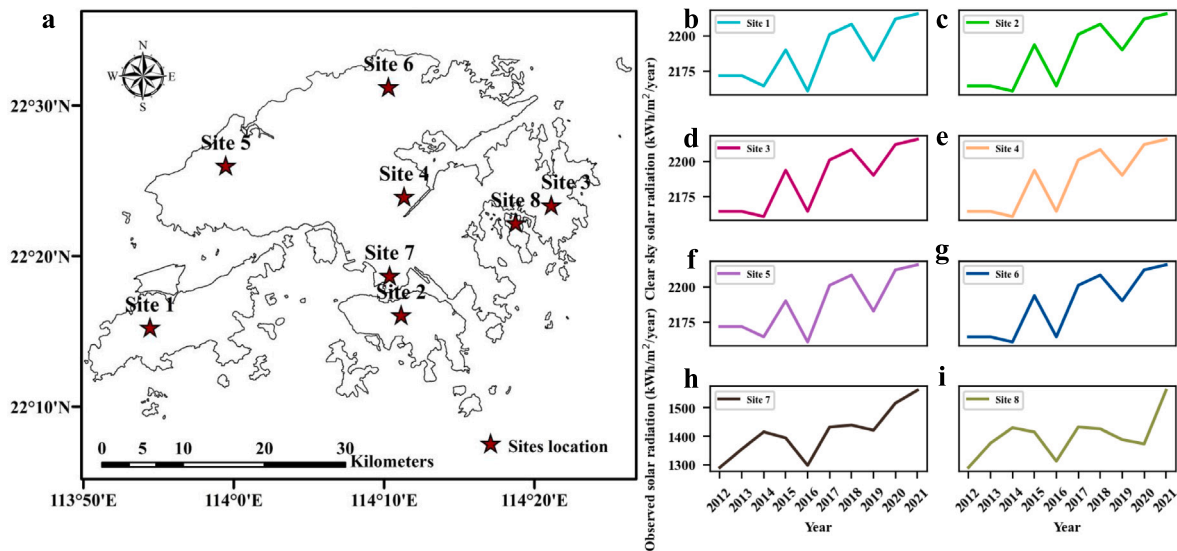 a
N
W E
S
Site 6
Site 5
Site 4
Site 3
Site 8
Site 7
Site 2
Site 1
22°30'N
22°20'N
22°10'N
0 5 10 20 30
Kilometers
Sites location
113°50'E 114°0'E 114°10'E 114°20'E
Observed solar radiation (kWh/m²/year) Clear sky solar radiation (kWh/m²/year)
b
Site 1
2200
2175
c
Site 2
d
Site 3
2200
2175
e
Site 4
f
Site 5
2200
2175
g
Site 6
h
Site 7
1500
1400
1300
2012 2013 2014 2015 2016 2017 2018 2019 2020 2021
Year
i
Site 8
2012 2013 2014 2015 2016 2017 2018 2019 2020 2021
Year